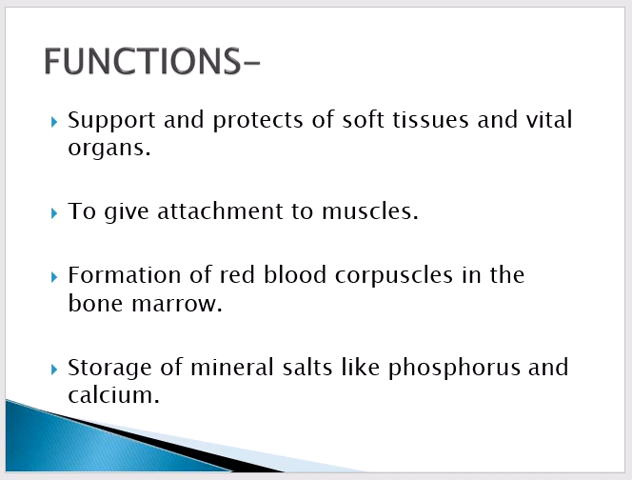 FUNCTIONS-
Support and protects of soft tissues and vital
organs.
To give attachment to muscles.
Formation of red blood corpuscles in the
bone marrow.
Storage of mineral salts like phosphorus and
calcium.